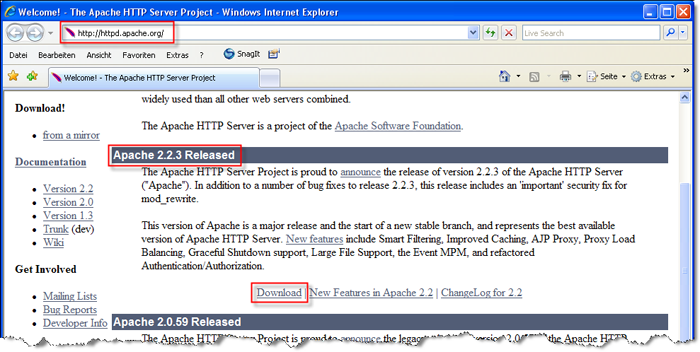 Welcome! - The Apache HTTP Server Project - Windows Internet Explorer
http://httpd.apache.org/
Live Search
Datei Bearbeiten Ansicht Favoriten Extras » SnagIt
Welcome! - The Apache HTTP Server Project
Seite Extras »
Download!
from a mirror
Documentation
Version 2.2
Version 2.0
Version 1.3
Trunk (dev)
Wiki
Get Involved
Mailing Lists
Bug Reports
Developer Info
widely used than all other web servers combined.
The Apache HTTP Server is a project of the Apache Software Foundation.
Apache 2.2.3 Released
The Apache HTTP Server Project is proud to announce the release of version 2.2.3 of the Apache HTTP Server
("Apache"). In addition to a number of bug fixes to release 2.2.3, this release includes an 'important' security fix for
mod_rewrite.
This version of Apache is a major release and the start of a new stable branch, and represents the best available
version of Apache HTTP Server. New features include Smart Filtering, Improved Caching, AJP Proxy, Proxy Load
Balancing, Graceful Shutdown support, Large File Support, the Event MPM, and refactored
Authentication/Authorization.
Download | New Features in Apache 2.2 | ChangeLog for 2.2
Apache 2.0.59 Released
The Apache HTTP Server Project is proud to announce the legacy